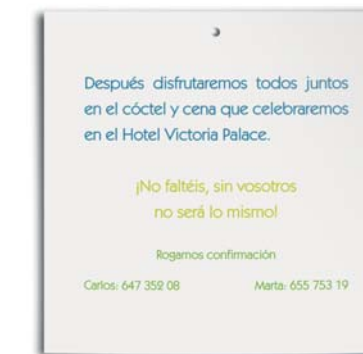 Después disfrutaremos todos juntos
en el cóctel y cena que celebraremos
en el Hotel Victoria Palace.
¡No faltéis, sin vosotros
no será lo mismo!
Rogamos confirmación
Carlos: 647 352 08 Marta: 655 753 19